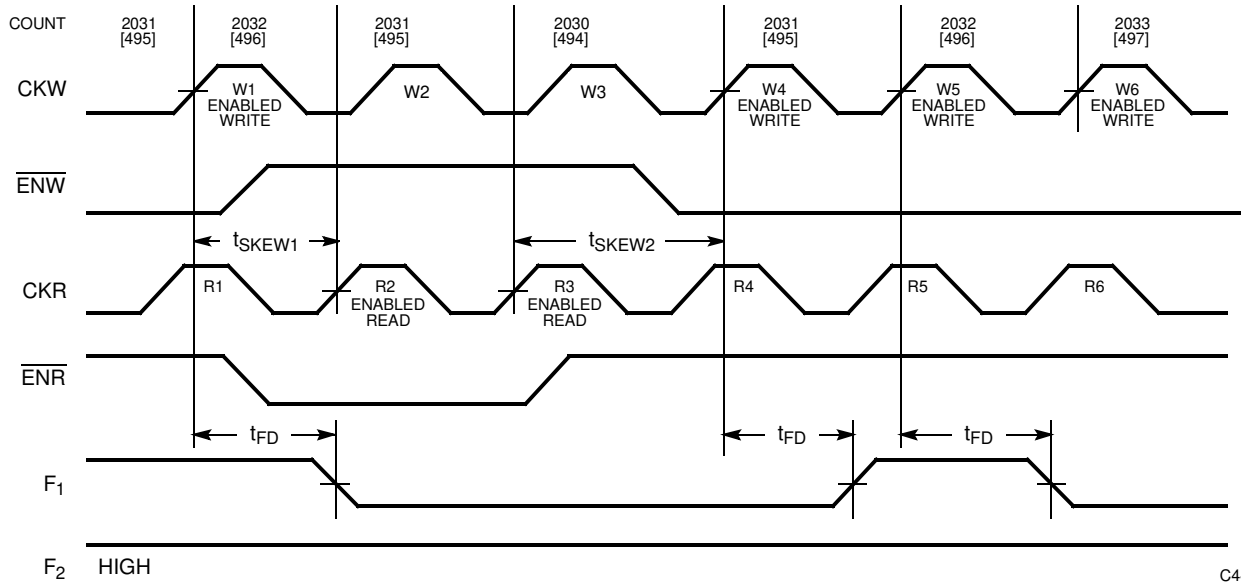 COUNT 2031 2032 2031 2030 2031 2032 2033
[495] [496] [495] [494] [495] [496] [497]
CKW W1 W2 W3 W4 W5 W6
ENABLED ENABLED ENABLED ENABLED
WRITE WRITE WRITE WRITE
ENW
tSKEW1 tSKEW2
CKR R1 R2 R3 R4 R5 R6
ENABLED ENABLED
READ READ
ENR
tFD tFD tFD
F1
F2 HIGH
C4